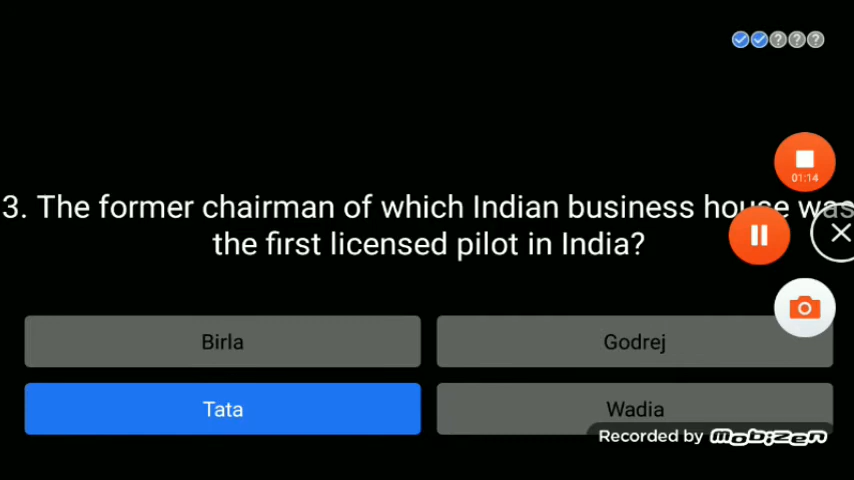 01:14
3. The former chairman of which Indian business house was
the first licensed pilot in India?
Birla
Godrej
Tata
Wadia
Recorded by mobizen